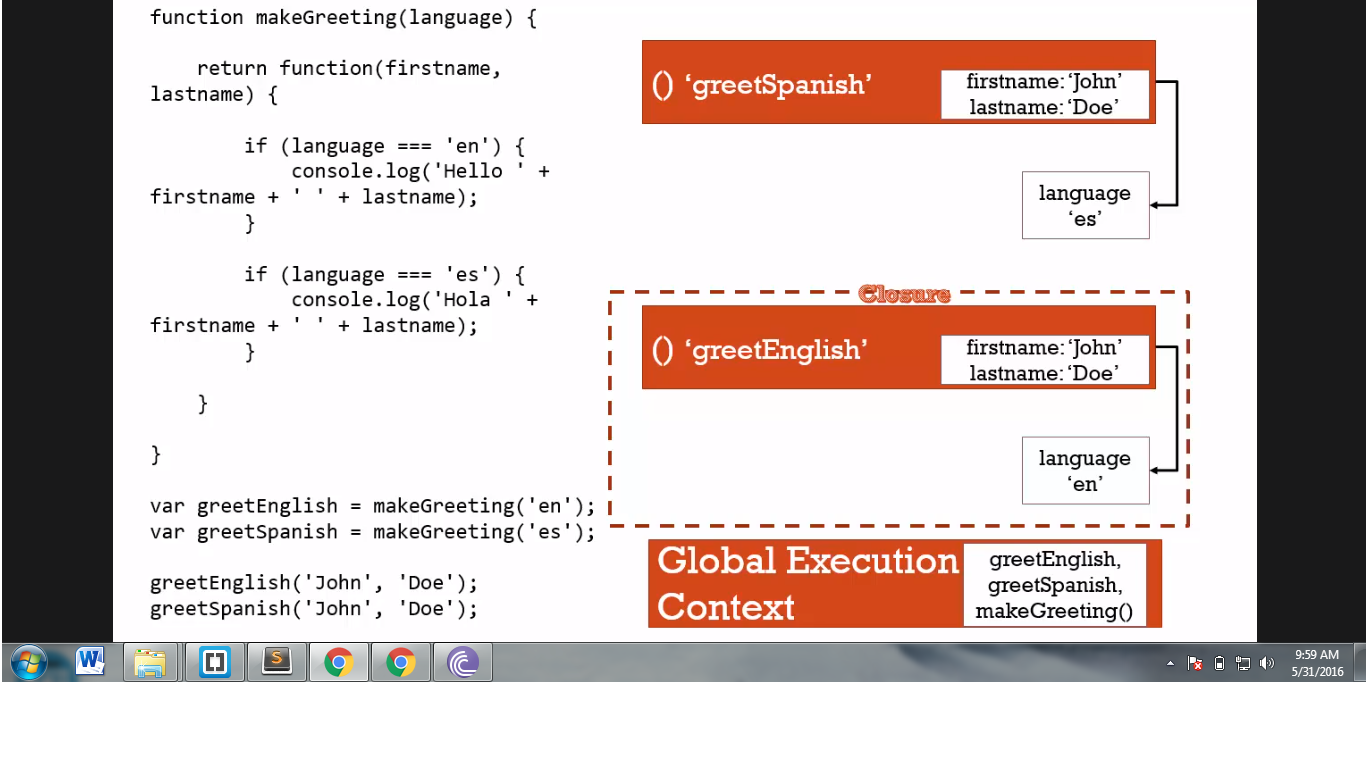 function makeGreeting(language) {
return function(firstname,
lastname) {
if (language === 'en') {
console.log('Hello ' +
firstname + ' ' + lastname);
}
if (language === 'es') {
console.log('Hola ' +
firstname + ' ' + lastname);
}
}
}
var greetEnglish = makeGreeting('en');
var greetSpanish = makeGreeting('es');
greetEnglish('John', 'Doe');
greetSpanish('John', 'Doe');
() ‘greetSpanish’
firstname: ‘John’
lastname: ‘Doe’
language
‘es’
Closure
() ‘greetEnglish’
firstname: ‘John’
lastname: ‘Doe’
language
‘en’
Global Execution
Context
greetEnglish,
greetSpanish,
makeGreeting()
W
S
9:59 AM
5/31/2016